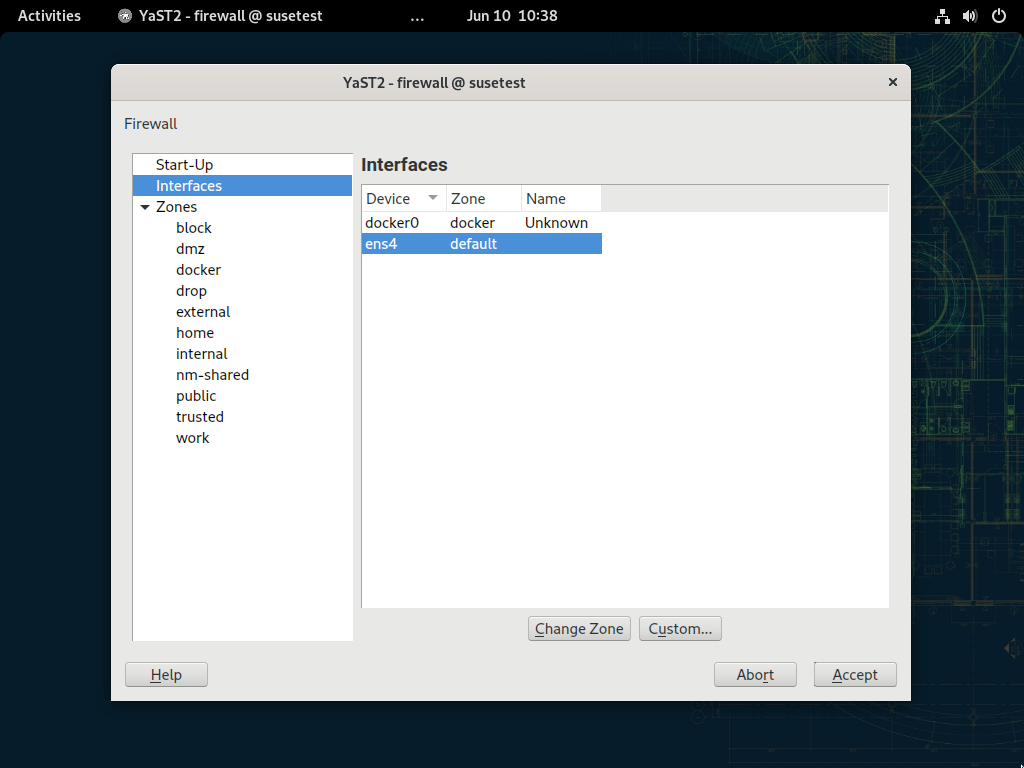 Activities YaST2 - firewall @ susetest ... Jun 10 10:38
YaST2 - firewall @ susetest
Firewall
Start-Up
Interfaces
Zones
block
dmz
docker
drop
external
home
internal
nm-shared
public
trusted
work
Interfaces
Device Zone Name
docker0 docker Unknown
ens4 default
Change Zone Custom...
Help Abort Accept